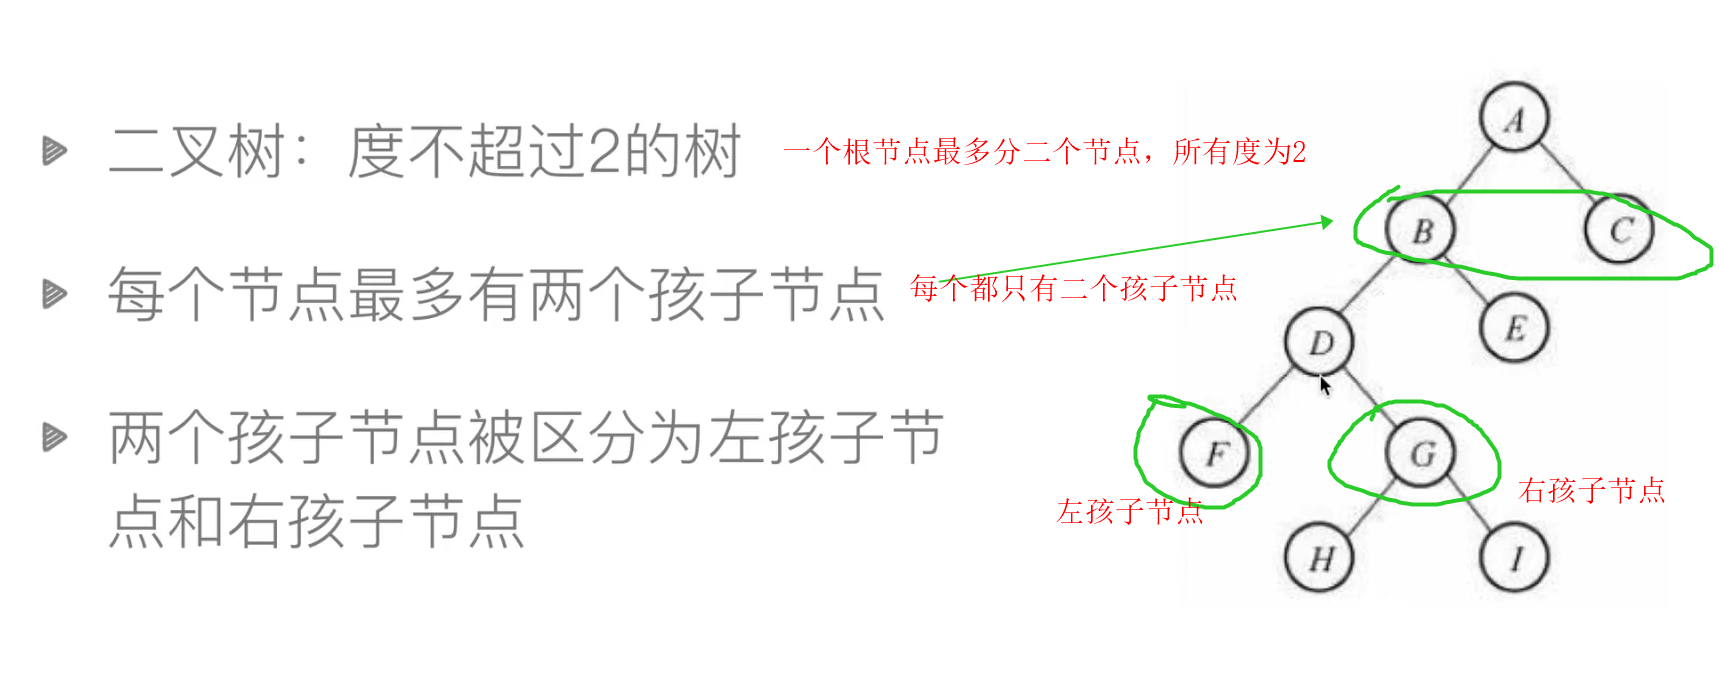 二叉树：度不超过2的树
一个根节点最多分二个节点，所有度为2
每个节点最多有两个孩子节点
每个都只有二个孩子节点
两个孩子节点被区分为左孩子节
点和右孩子节点
A
B
C
D
E
F
G
左孩子节点
右孩子节点
H
I